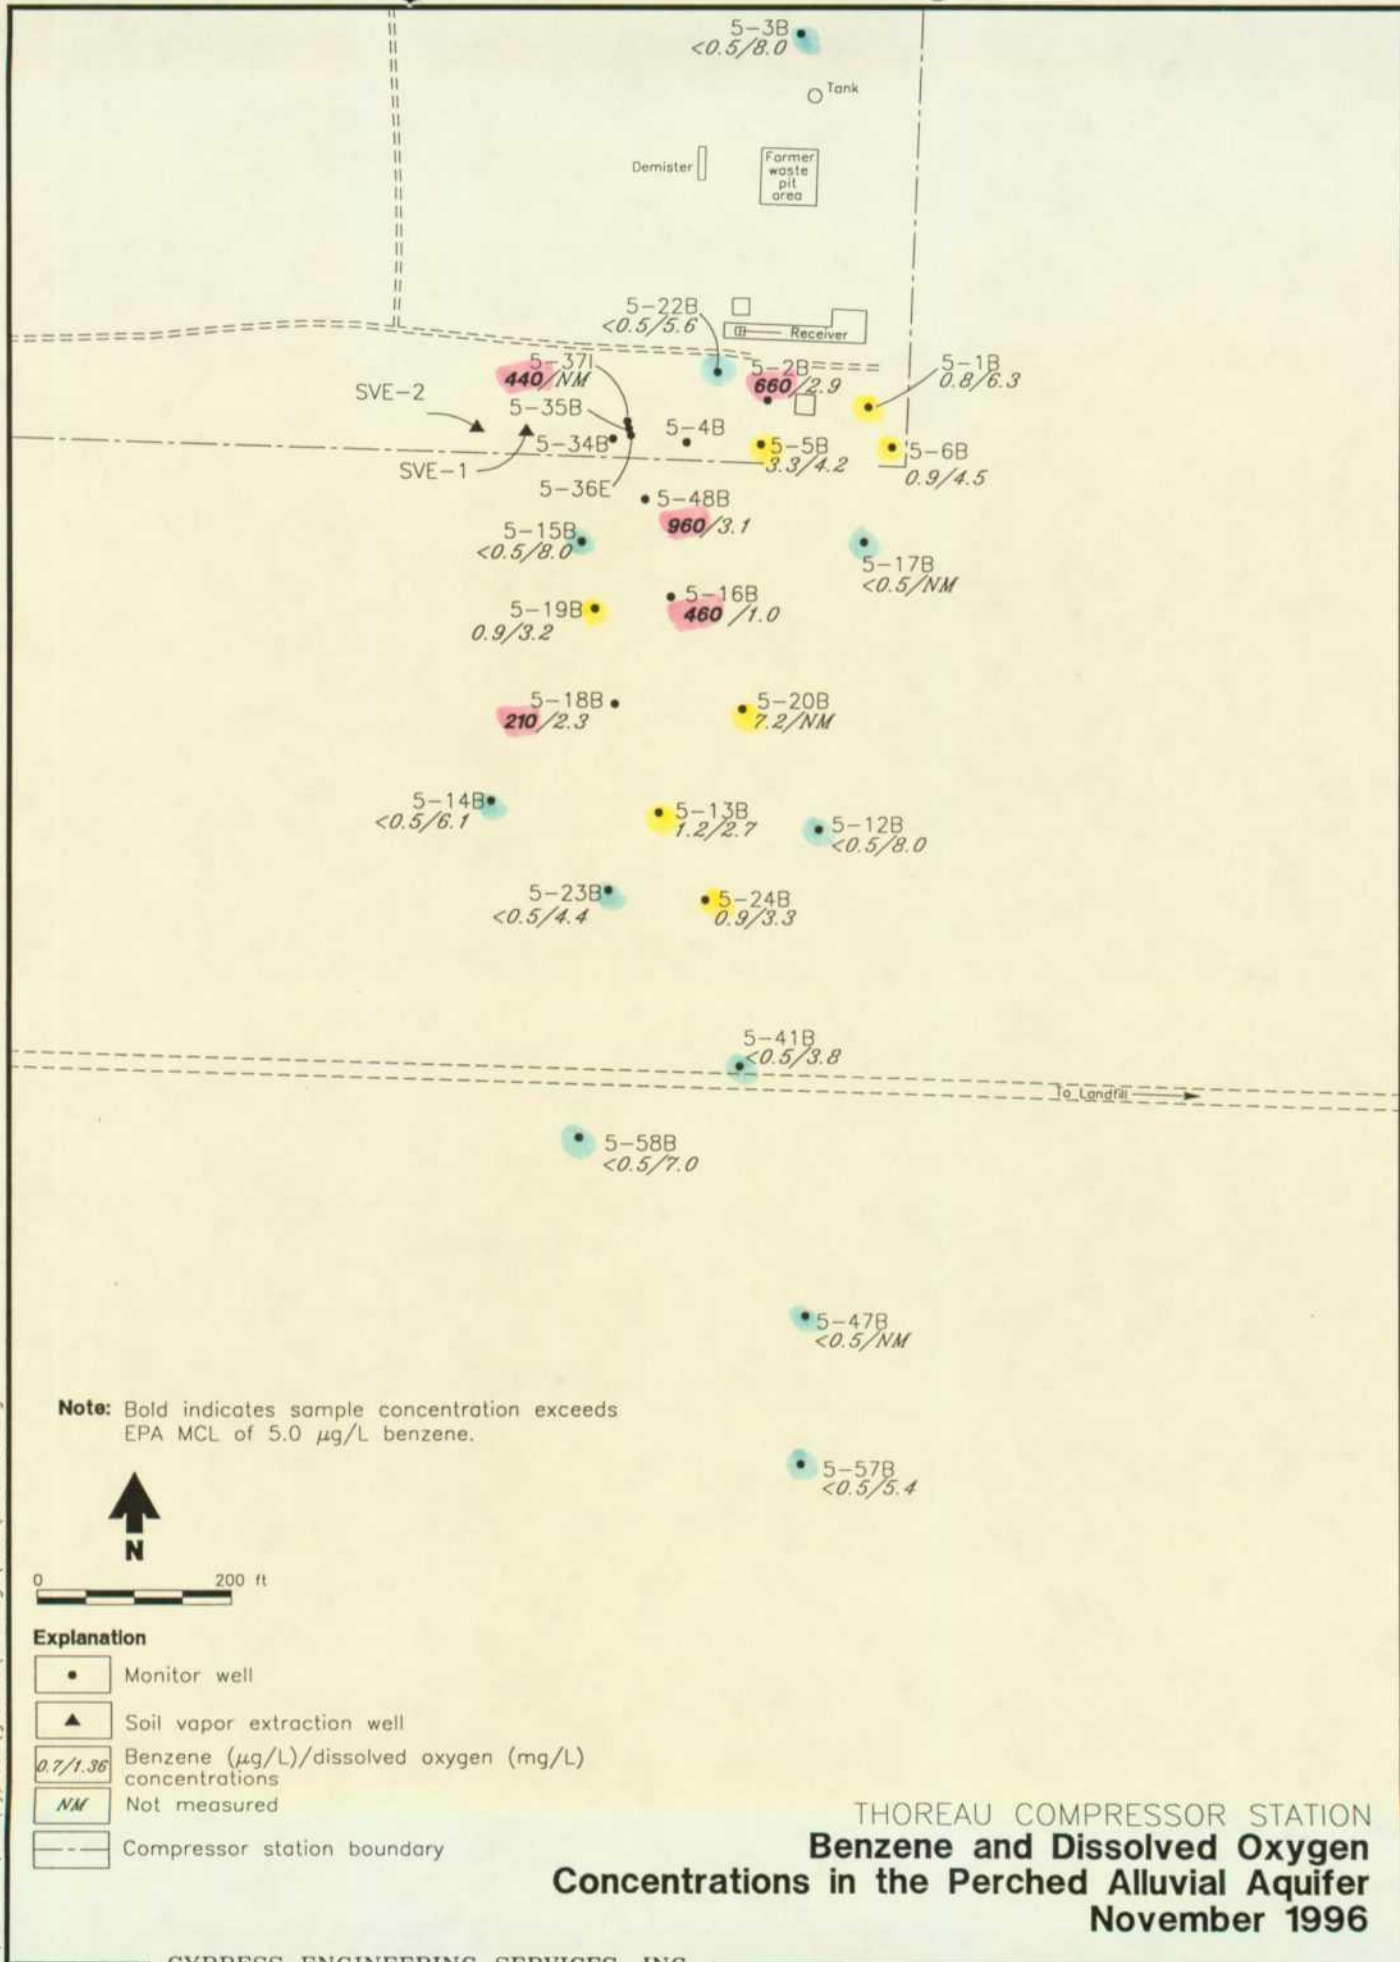 5-3B
<0.5/8.0
Tank
Demister
Former
waste
pit
area
5-22B
<0.5/5.6
Receiver
5-37I
440/NM
5-2B
660/2.9
5-1B
0.8/6.3
SVE-2
5-35B
5-34B
5-4B
5-5B
3.3/4.2
5-6B
0.9/4.5
SVE-1
5-36E
5-48B
960/3.1
5-15B
<0.5/8.0
5-17B
<0.5/NM
5-16B
460 /1.0
5-19B
0.9/3.2
5-18B
210/2.3
5-20B
7.2/NM
5-14B
<0.5/6.1
5-13B
1.2/2.7
5-12B
<0.5/8.0
5-23B
<0.5/4.4
5-24B
0.9/3.3
5-41B
<0.5/3.8
To Landfill
5-58B
<0.5/7.0
5-47B
<0.5/NM
5-57B
<0.5/5.4
Note: Bold indicates sample concentration exceeds
EPA MCL of 5.0 µg/L benzene.
N
0 200 ft
Explanation
Monitor well
Soil vapor extraction well
0.7/1.36 Benzene (µg/L)/dissolved oxygen (mg/L)
concentrations
NM Not measured
Compressor station boundary
THOREAU COMPRESSOR STATION
Benzene and Dissolved Oxygen
Concentrations in the Perched Alluvial Aquifer
November 1996
CYPRESS ENGINEERING SERVICES, INC